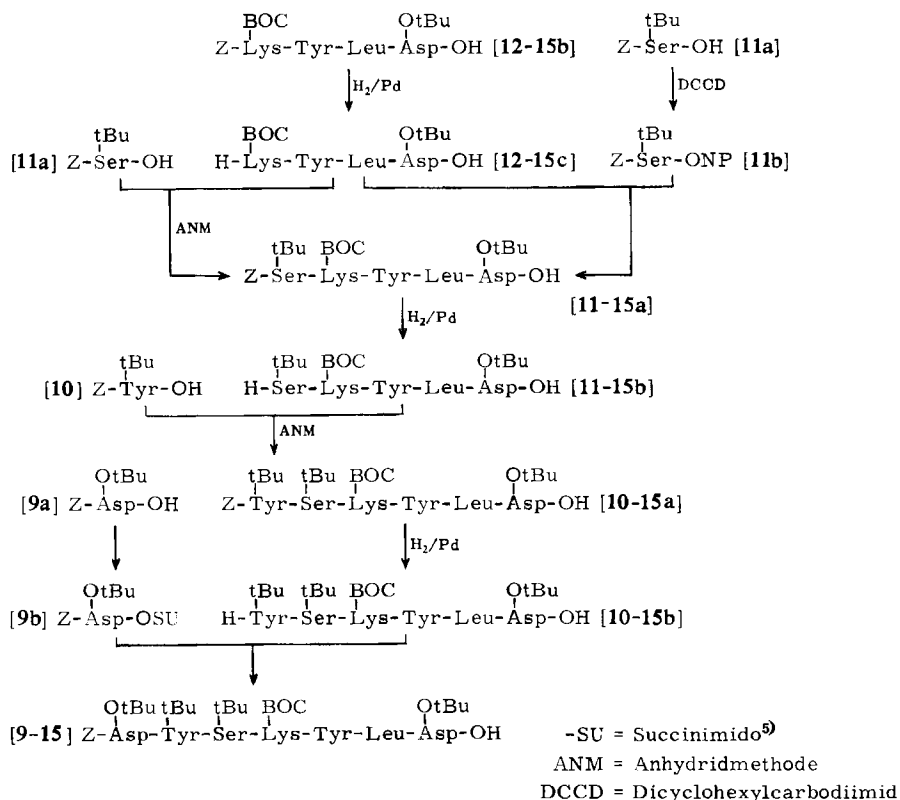 BOC OtBu tBu
Z-Lys-Tyr-Leu-Asp-OH [12-15b] Z-Ser-OH [11a]
H₂/Pd DCCD
tBu BOC OtBu tBu
[11a] Z-Ser-OH H-Lys-Tyr-Leu-Asp-OH [12-15c] Z-Ser-ONP [11b]
ANM
tBu BOC OtBu
Z-Ser-Lys-Tyr-Leu-Asp-OH
[11-15a]
H₂/Pd
tBu tBu BOC OtBu
[10] Z-Tyr-OH H-Ser-Lys-Tyr-Leu-Asp-OH [11-15b]
ANM
OtBu tBu tBu BOC OtBu
[9a] Z-Asp-OH Z-Tyr-Ser-Lys-Tyr-Leu-Asp-OH [10-15a]
H₂/Pd
OtBu tBu tBu BOC OtBu
[9b] Z-Asp-OSU H-Tyr-Ser-Lys-Tyr-Leu-Asp-OH [10-15b]
OtBu tBu tBu BOC OtBu
[9-15] Z-Asp-Tyr-Ser-Lys-Tyr-Leu-Asp-OH
-SU = Succinimido⁵⁾
ANM = Anhydridmethode
DCCD = Dicyclohexylcarbodiimid